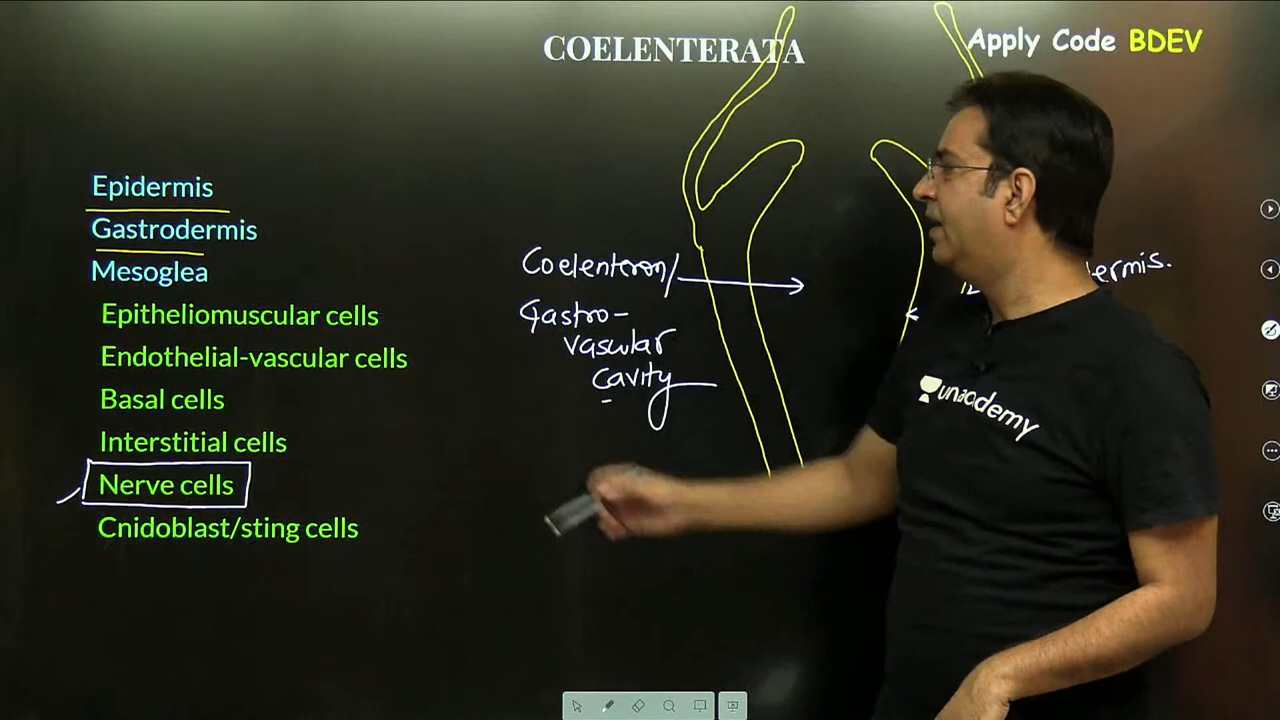 COELENTERATA
Apply Code BDEV
Epidermis
Gastrodermis
Mesoglea
Epitheliomuscular cells
Endothelial-vascular cells
Basal cells
Interstitial cells
Nerve cells
Cnidoblast/sting cells
Coelenteron/
Gastro-
vascular
cavity
unacademy